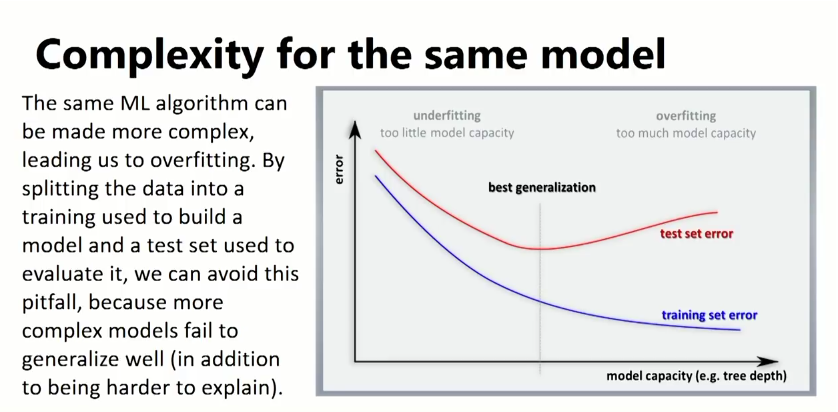 Complexity for the same model
The same ML algorithm can
be made more complex,
leading us to overfitting. By
splitting the data into a
training used to build a
model and a test set used to
evaluate it, we can avoid this
pitfall, because more
complex models fail to
generalize well (in addition
to being harder to explain).
underfitting
too little model capacity
overfitting
too much model capacity
error
best generalization
test set error
training set error
model capacity (e.g. tree depth)